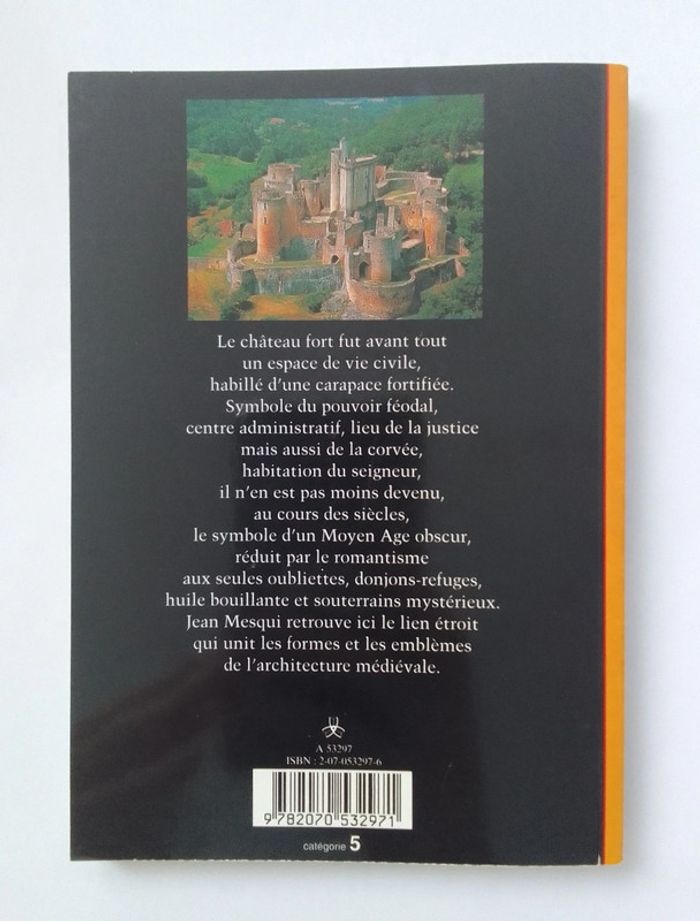 Le château fort fut avant tout
un espace de vie civile,
habillé d'une carapace fortifiée.
Symbole du pouvoir féodal,
centre administratif, lieu de la justice
mais aussi de la corvée,
habitation du seigneur,
il n'en est pas moins devenu,
au cours des siècles,
le symbole d'un Moyen Age obscur,
réduit par le romantisme
aux seules oubliettes, donjons-refuges,
huile bouillante et souterrains mystérieux.
Jean Mesqui retrouve ici le lien étroit
qui unit les formes et les emblèmes
de l'architecture médiévale.
A 53297
ISBN : 2-07-053297-6
9 782070 532971
catégorie 5